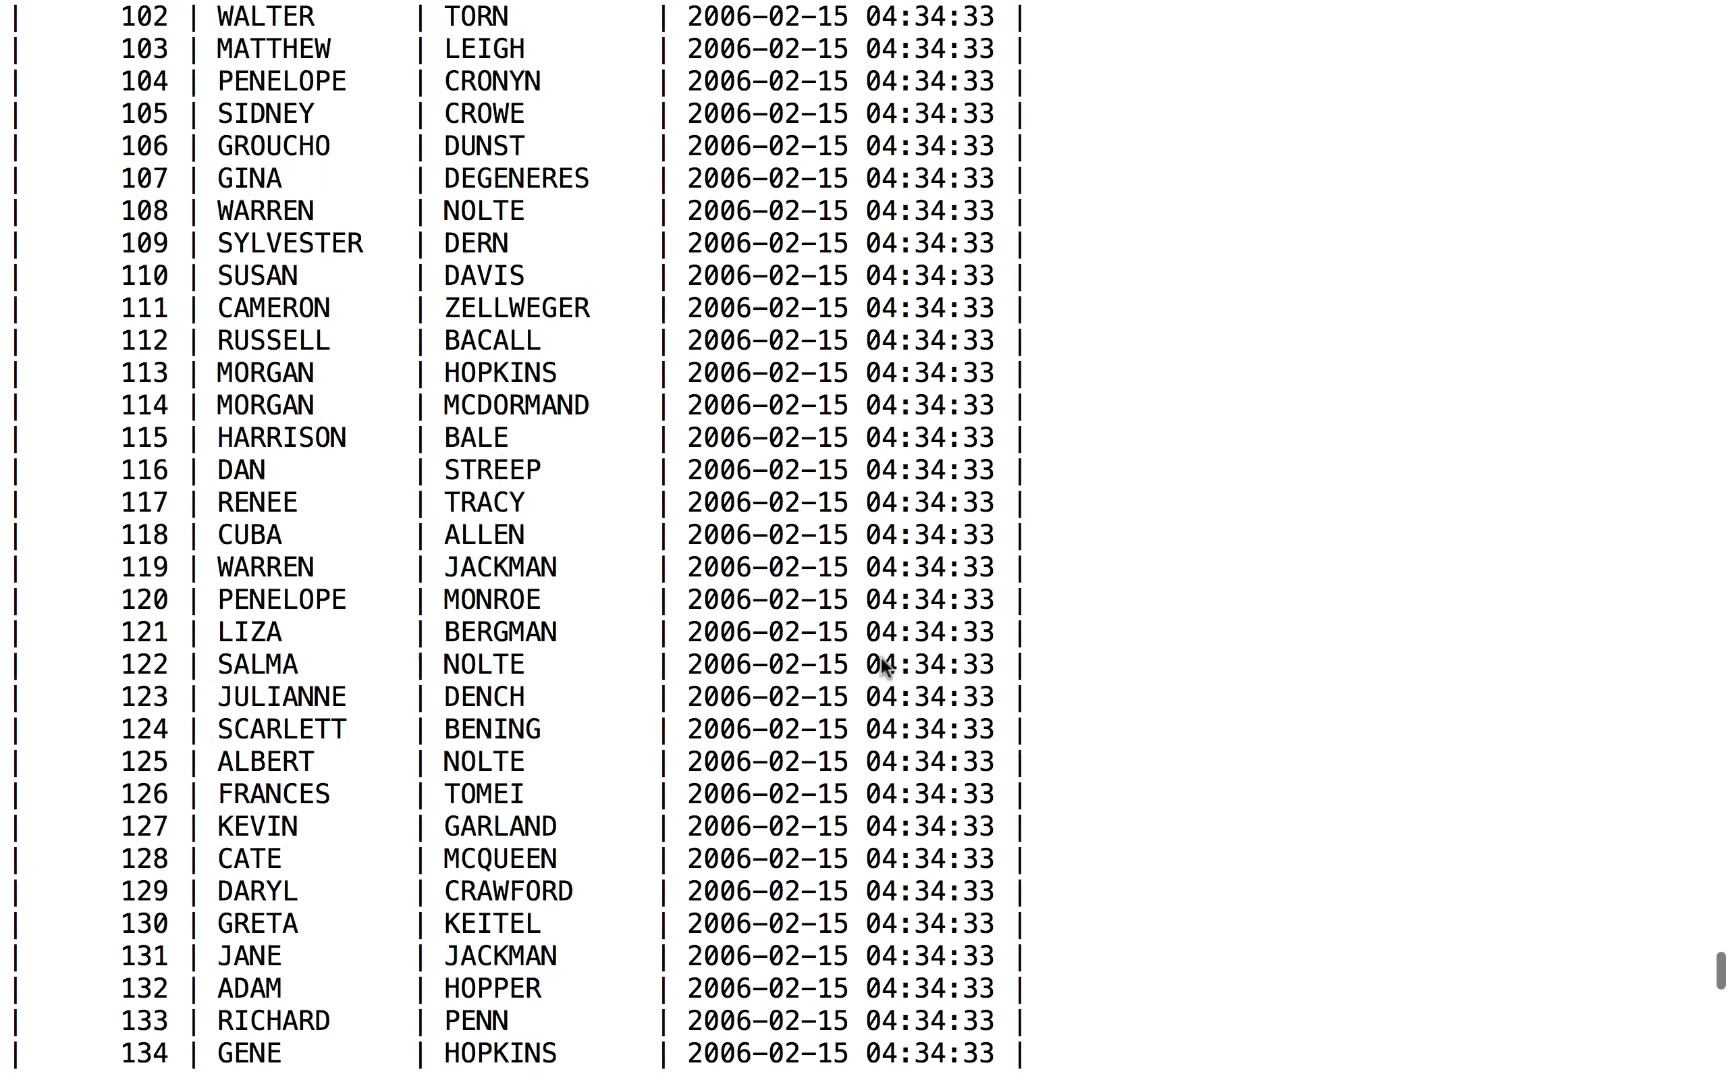 | 102 | WALTER | TORN | 2006-02-15 04:34:33 |
| 103 | MATTHEW | LEIGH | 2006-02-15 04:34:33 |
| 104 | PENELOPE | CRONYN | 2006-02-15 04:34:33 |
| 105 | SIDNEY | CROWE | 2006-02-15 04:34:33 |
| 106 | GROUCHO | DUNST | 2006-02-15 04:34:33 |
| 107 | GINA | DEGENERES | 2006-02-15 04:34:33 |
| 108 | WARREN | NOLTE | 2006-02-15 04:34:33 |
| 109 | SYLVESTER | DERN | 2006-02-15 04:34:33 |
| 110 | SUSAN | DAVIS | 2006-02-15 04:34:33 |
| 111 | CAMERON | ZELLWEGER | 2006-02-15 04:34:33 |
| 112 | RUSSELL | BACALL | 2006-02-15 04:34:33 |
| 113 | MORGAN | HOPKINS | 2006-02-15 04:34:33 |
| 114 | MORGAN | MCDORMAND | 2006-02-15 04:34:33 |
| 115 | HARRISON | BALE | 2006-02-15 04:34:33 |
| 116 | DAN | STREEP | 2006-02-15 04:34:33 |
| 117 | RENEE | TRACY | 2006-02-15 04:34:33 |
| 118 | CUBA | ALLEN | 2006-02-15 04:34:33 |
| 119 | WARREN | JACKMAN | 2006-02-15 04:34:33 |
| 120 | PENELOPE | MONROE | 2006-02-15 04:34:33 |
| 121 | LIZA | BERGMAN | 2006-02-15 04:34:33 |
| 122 | SALMA | NOLTE | 2006-02-15 04:34:33 |
| 123 | JULIANNE | DENCH | 2006-02-15 04:34:33 |
| 124 | SCARLETT | BENING | 2006-02-15 04:34:33 |
| 125 | ALBERT | NOLTE | 2006-02-15 04:34:33 |
| 126 | FRANCES | TOMEI | 2006-02-15 04:34:33 |
| 127 | KEVIN | GARLAND | 2006-02-15 04:34:33 |
| 128 | CATE | MCQUEEN | 2006-02-15 04:34:33 |
| 129 | DARYL | CRAWFORD | 2006-02-15 04:34:33 |
| 130 | GRETA | KEITEL | 2006-02-15 04:34:33 |
| 131 | JANE | JACKMAN | 2006-02-15 04:34:33 |
| 132 | ADAM | HOPPER | 2006-02-15 04:34:33 |
| 133 | RICHARD | PENN | 2006-02-15 04:34:33 |
| 134 | GENE | HOPKINS | 2006-02-15 04:34:33 |